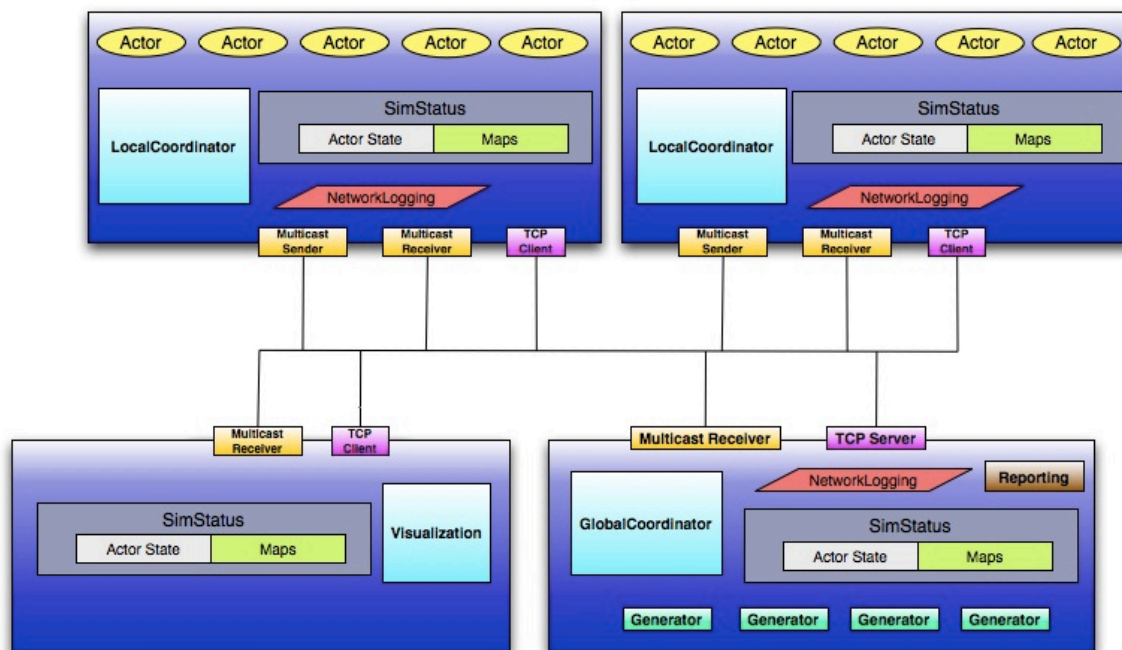 Actor Actor Actor Actor Actor
SimStatus
Actor State Maps
LocalCoordinator
NetworkLogging
Multicast
Sender
Multicast
Receiver
TCP
Client
Actor Actor Actor Actor Actor
SimStatus
Actor State Maps
LocalCoordinator
NetworkLogging
Multicast
Sender
Multicast
Receiver
TCP
Client
Multicast
Receiver
TCP
Client
SimStatus
Actor State Maps
Visualization
Multicast Receiver
TCP Server
NetworkLogging
Reporting
GlobalCoordinator
SimStatus
Actor State Maps
Generator Generator Generator Generator